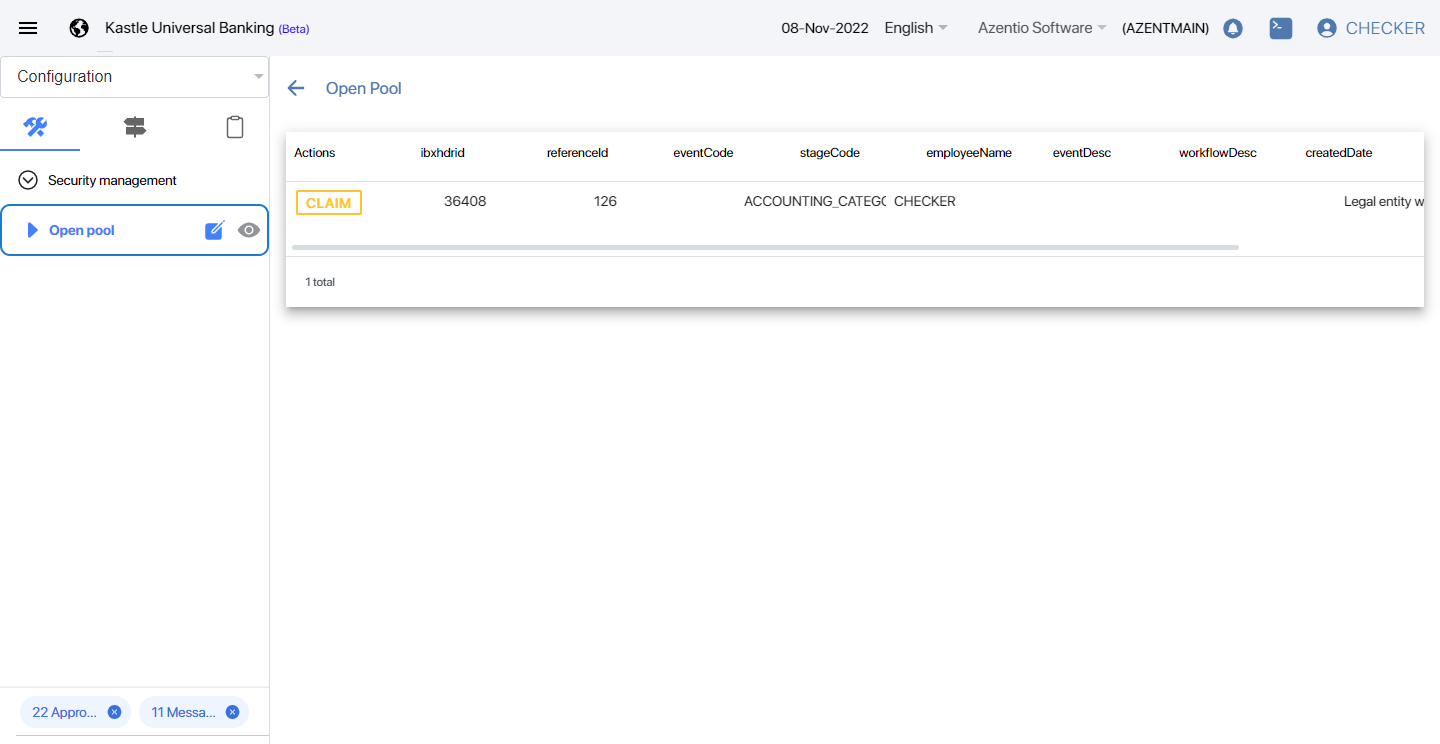 Kastle Universal Banking (Beta)
08-Nov-2022 English Azentio Software (AZENTMAIN) CHECKER
Configuration
Open Pool
Security management
Open pool
Actions ibxhdrid referenceId eventCode stageCode employeeName eventDesc workflowDesc createdDate
CLAIM 36408 126 ACCOUNTING_CATEGO CHECKER Legal entity w
1 total
22 Appro... 11 Messa...